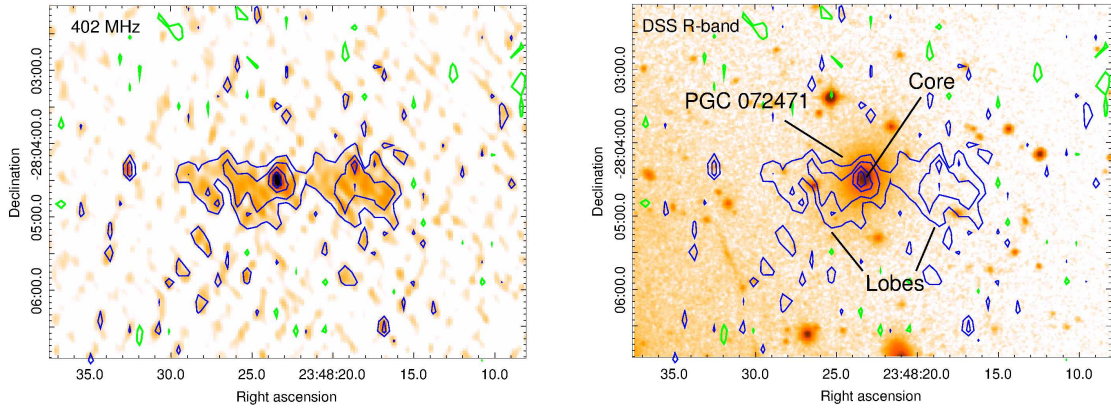 402 MHz
03:00.0
-28:04:00.0
05:00.0
06:00.0
Declination
35.0 30.0 25.0 23:48:20.0 15.0 10.0
Right ascension
DSS R-band
PGC 072471
Core
Lobes
03:00.0
-28:04:00.0
05:00.0
06:00.0
Declination
35.0 30.0 25.0 23:48:20.0 15.0 10.0
Right ascension